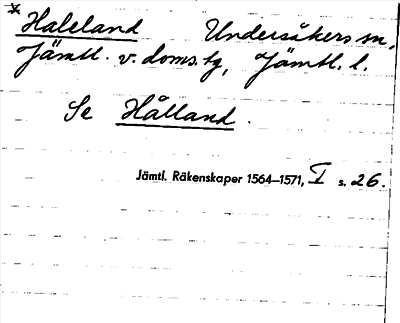 * Haleland Undersåkers sn,
Jämtl. v. doms. tg, Jämtl. l.
Se Hålland.
Jämtl. Räkenskaper 1564–1571, I s. 26.